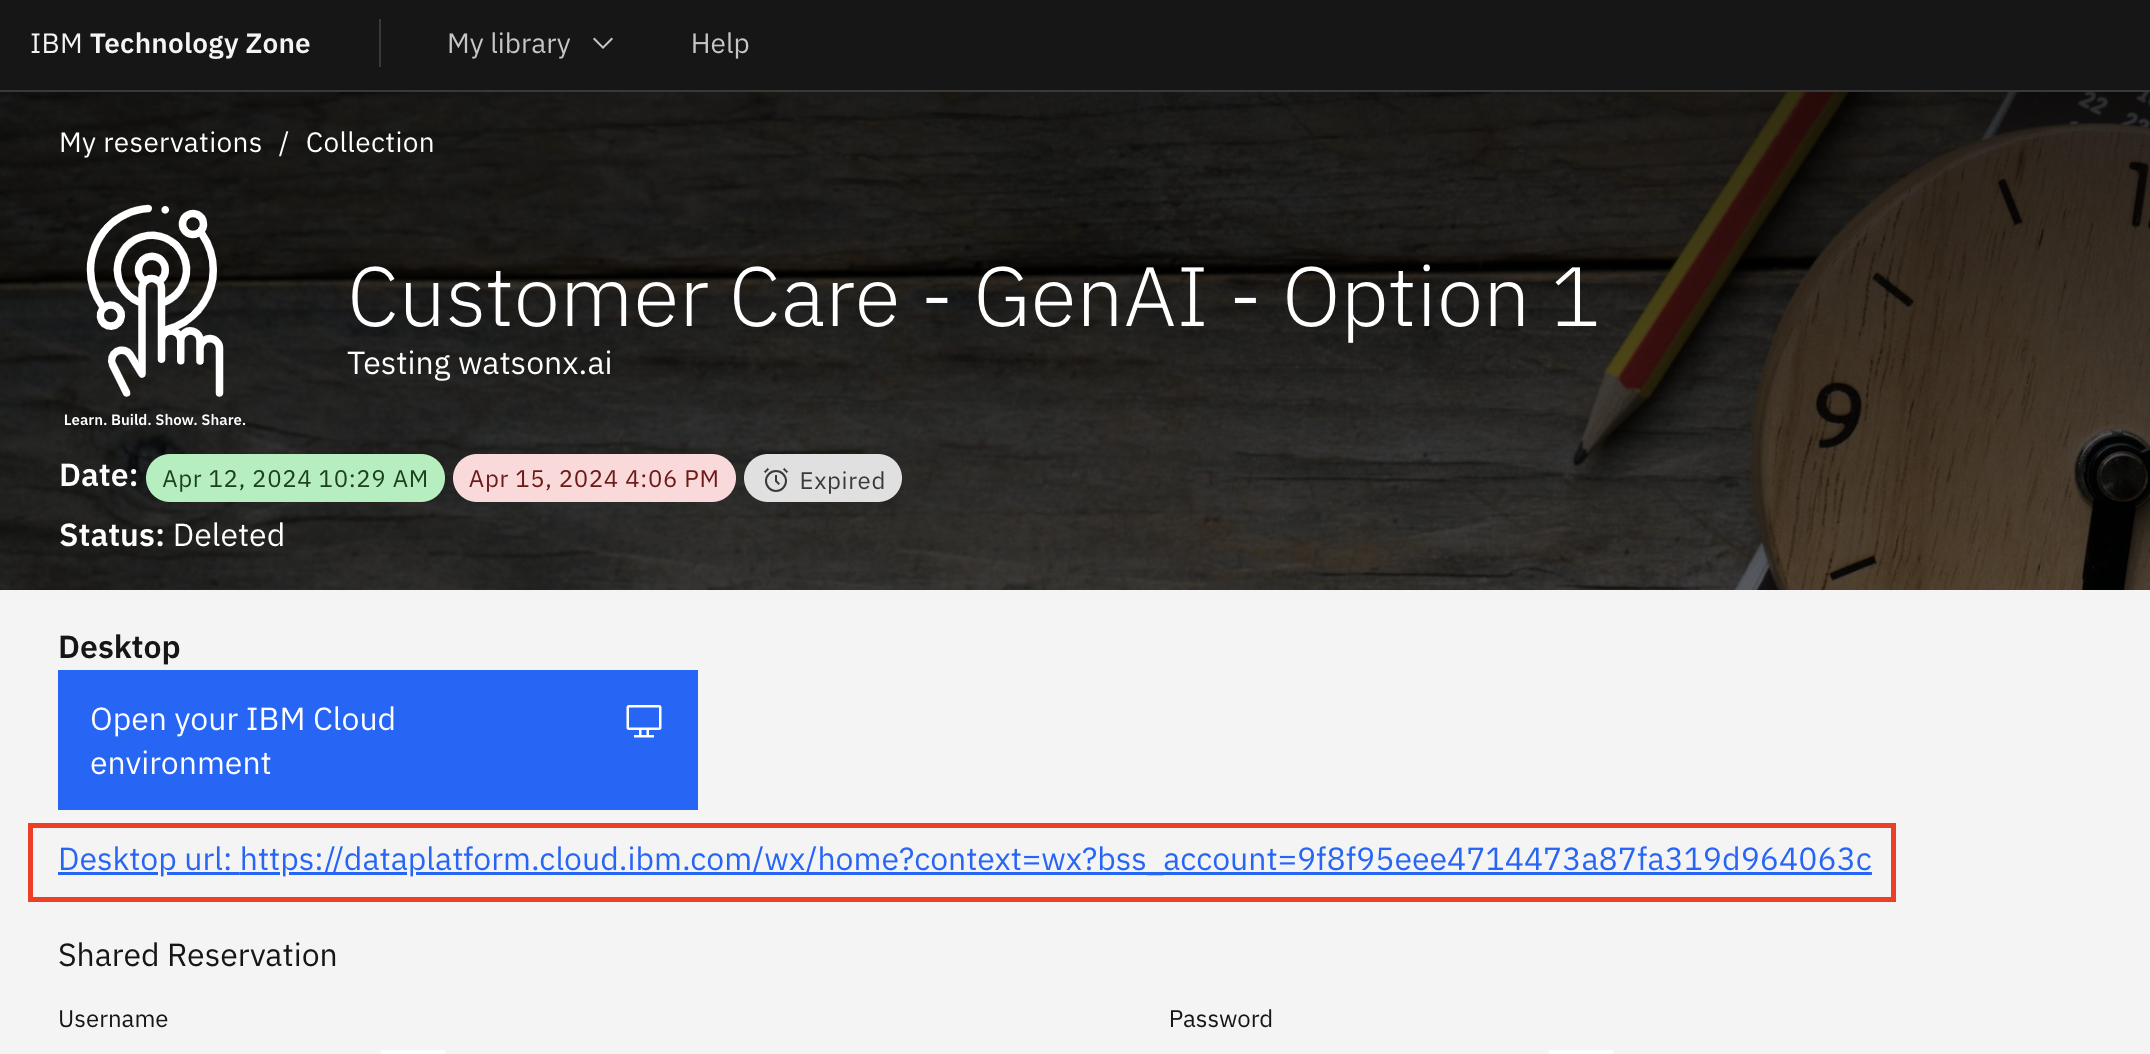 IBM Technology Zone
My library
Help
My reservations / Collection
Customer Care - GenAI - Option 1
Testing watsonx.ai
Learn. Build. Show. Share.
Date: Apr 12, 2024 10:29 AM Apr 15, 2024 4:06 PM Expired
Status: Deleted
9
22
Desktop
Open your IBM Cloud
environment
Desktop url: https://dataplatform.cloud.ibm.com/wx/home?context=wx?bss_account=9f8f95eee4714473a87fa319d964063c
Shared Reservation
Username
Password